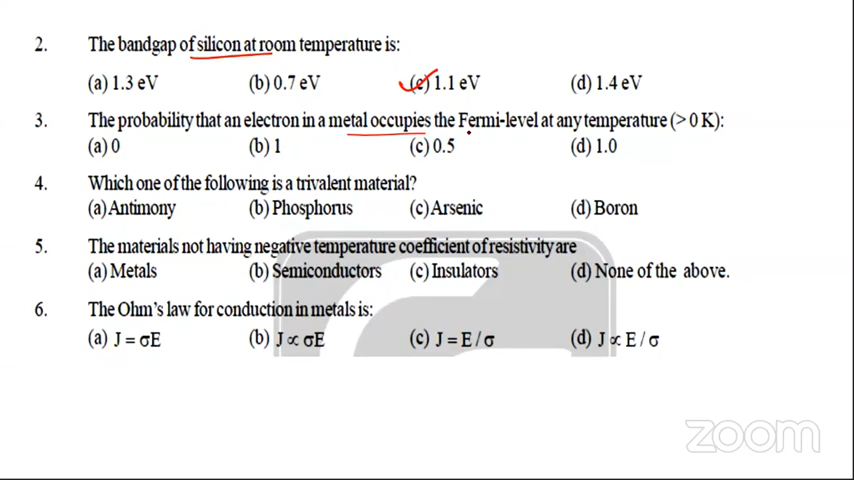 2. The bandgap of silicon at room temperature is:
(a) 1.3 eV (b) 0.7 eV (c) 1.1 eV (d) 1.4 eV
3. The probability that an electron in a metal occupies the Fermi-level at any temperature (> 0 K):
(a) 0 (b) 1 (c) 0.5 (d) 1.0
4. Which one of the following is a trivalent material?
(a) Antimony (b) Phosphorus (c) Arsenic (d) Boron
5. The materials not having negative temperature coefficient of resistivity are
(a) Metals (b) Semiconductors (c) Insulators (d) None of the above.
6. The Ohm's law for conduction in metals is:
(a) J = σE (b) J ∝ σE (c) J = E / σ (d) J ∝ E / σ
zoom